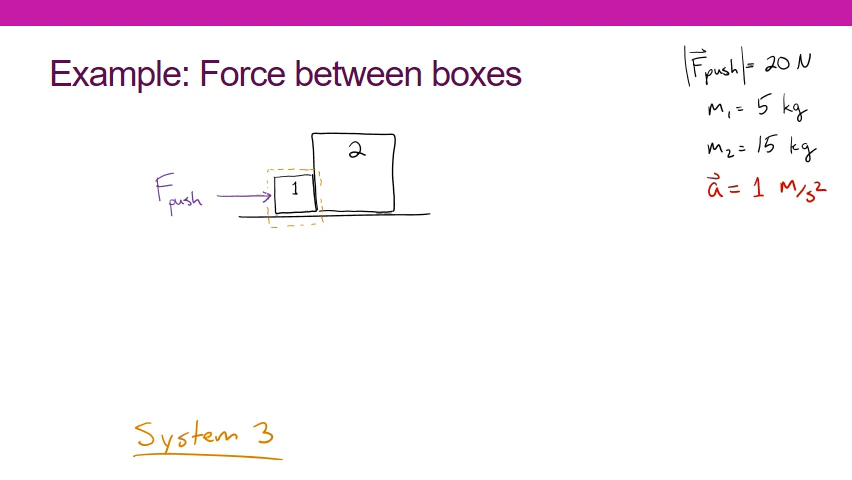 Example: Force between boxes
|F⃗push| = 20 N
m₁ = 5 kg
m₂ = 15 kg
a⃗ = 1 m/s²
2
1
Fpush
System 3